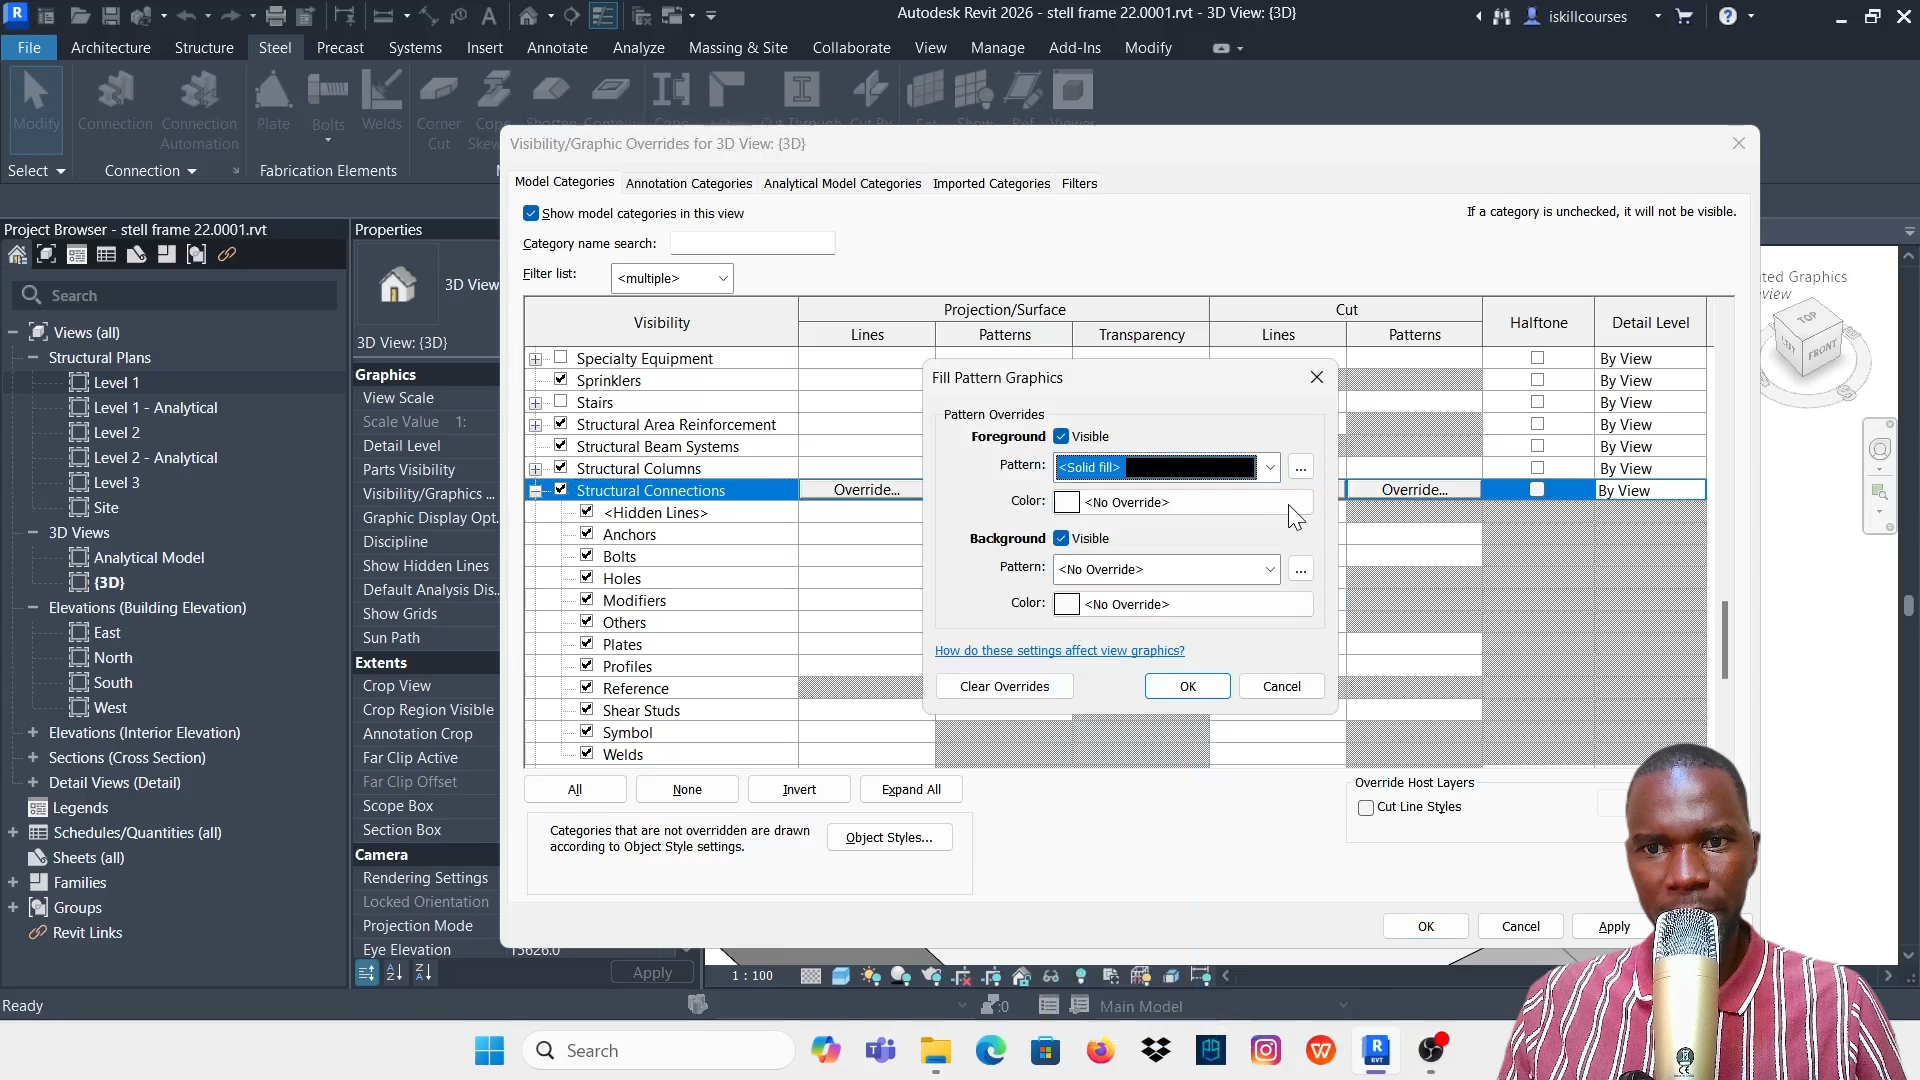 Autodesk Revit 2026 - stell frame 22.0001.rvt - 3D View: {3D}
iskillcourses
File Architecture Structure Steel Precast Systems Insert Annotate Analyze Massing & Site Collaborate View Manage Add-Ins Modify
Modify Connection Connection Automation Plate Bolts Welds Corner Cut
Select Connection Fabrication Elements
Visibility/Graphic Overrides for 3D View: {3D}
Model Categories Annotation Categories Analytical Model Categories Imported Categories Filters
Show model categories in this view
If a category is unchecked, it will not be visible.
Category name search:
Filter list: <multiple>
Visibility Projection/Surface Cut Halftone Detail Level
Lines Patterns Transparency Lines Patterns
Specialty Equipment By View
Sprinklers By View
Stairs By View
Structural Area Reinforcement By View
Structural Beam Systems By View
Structural Columns By View
Structural Connections Override... Override... By View
<Hidden Lines>
Anchors
Bolts
Holes
Modifiers
Others
Plates
Profiles
Reference
Shear Studs
Symbol
Welds
All None Invert Expand All
Categories that are not overridden are drawn
according to Object Style settings.
Object Styles...
Override Host Layers
Cut Line Styles
OK Cancel Apply
Fill Pattern Graphics
Pattern Overrides
Foreground Visible
Pattern: <Solid fill> ...
Color: <No Override>
Background Visible
Pattern: <No Override> ...
Color: <No Override>
How do these settings affect view graphics?
Clear Overrides OK Cancel
Project Browser - stell frame 22.0001.rvt
Search
Views (all)
Structural Plans
Level 1
Level 1 - Analytical
Level 2
Level 2 - Analytical
Level 3
Site
3D Views
Analytical Model
{3D}
Elevations (Building Elevation)
East
North
South
West
Elevations (Interior Elevation)
Sections (Cross Section)
Detail Views (Detail)
Legends
Schedules/Quantities (all)
Sheets (all)
Families
Groups
Revit Links
Properties
3D View
3D View: {3D}
Graphics
View Scale
Scale Value 1:
Detail Level
Parts Visibility
Visibility/Graphics ...
Graphic Display Opt...
Discipline
Show Hidden Lines
Default Analysis Dis...
Show Grids
Sun Path
Extents
Crop View
Crop Region Visible
Annotation Crop
Far Clip Active
Far Clip Offset
Scope Box
Section Box
Camera
Rendering Settings
Locked Orientation
Projection Mode
Eye Elevation 15626.0
Apply
ted Graphics
view
TOP
FRONT
1 : 100
Ready
:0
Main Model
Search